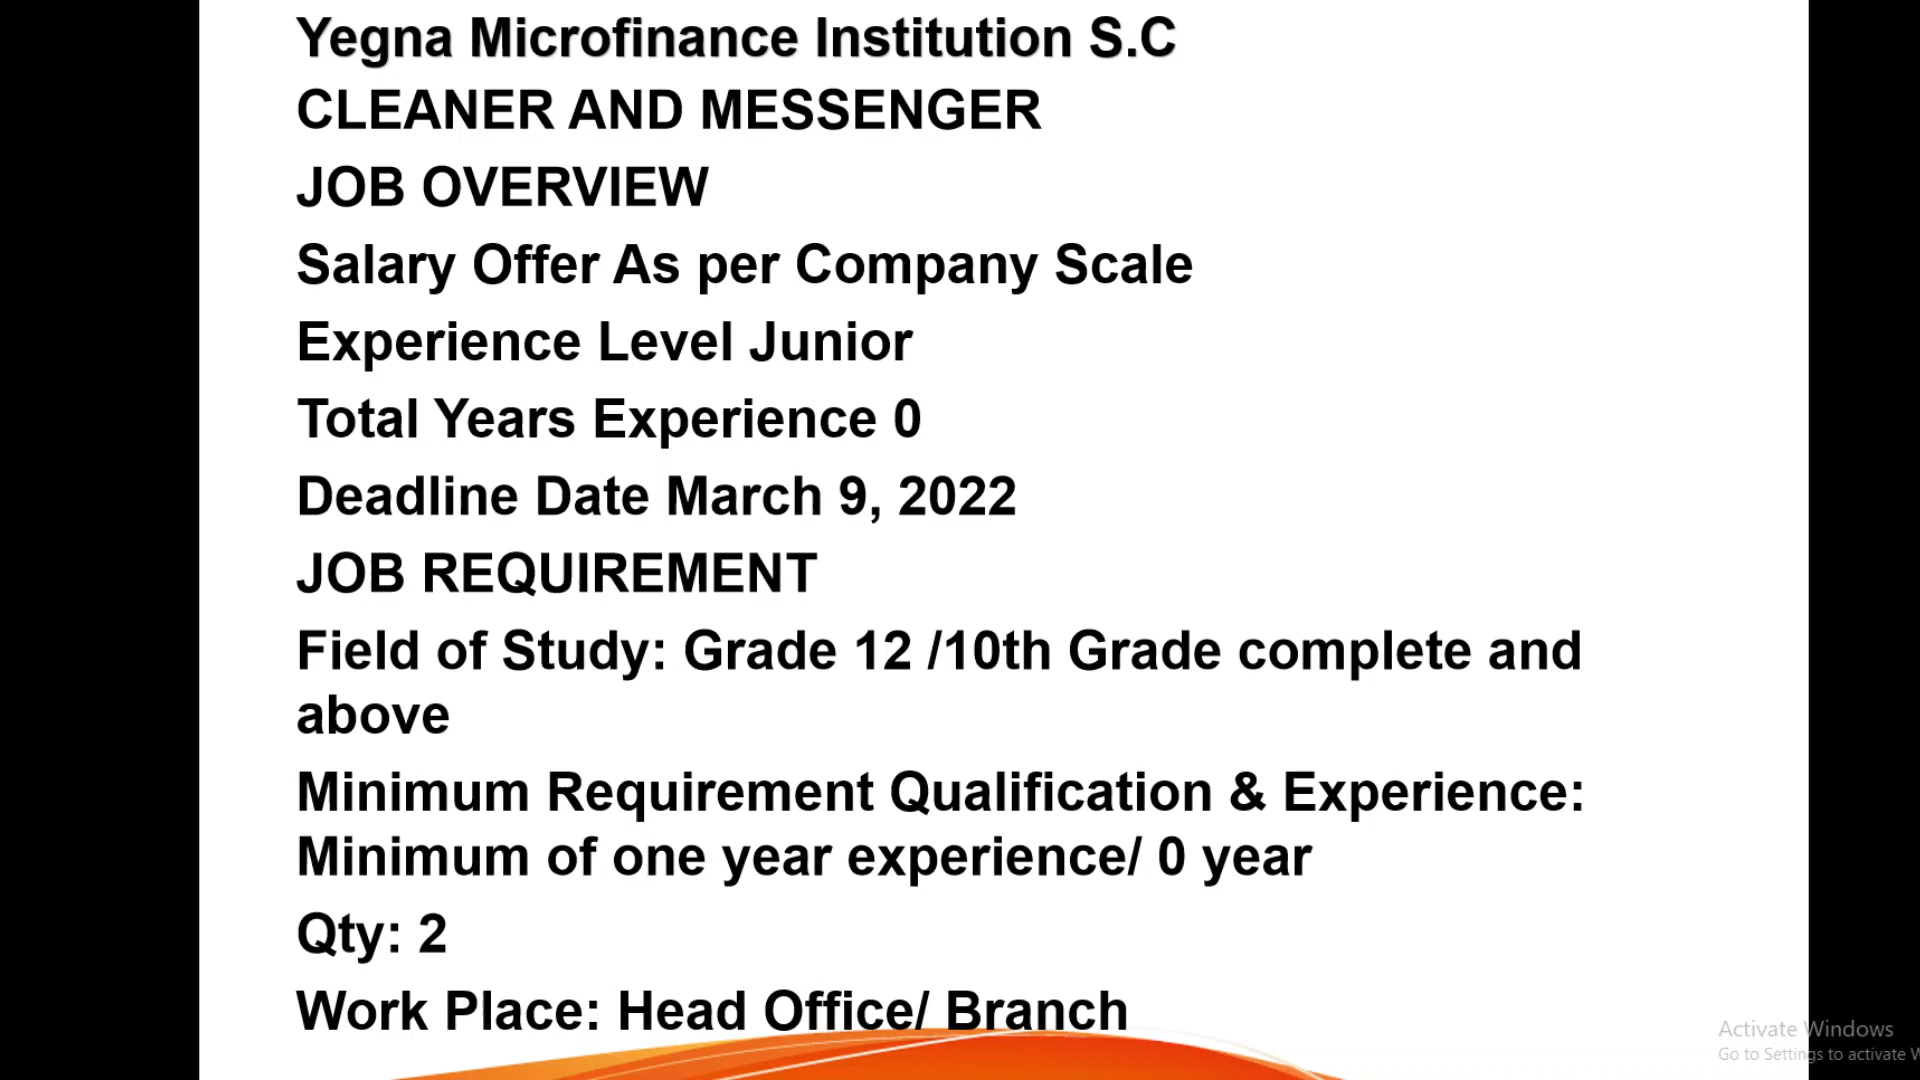 Yegna Microfinance Institution S.C
CLEANER AND MESSENGER
JOB OVERVIEW
Salary Offer As per Company Scale
Experience Level Junior
Total Years Experience 0
Deadline Date March 9, 2022
JOB REQUIREMENT
Field of Study: Grade 12 /10th Grade complete and
above
Minimum Requirement Qualification & Experience:
Minimum of one year experience/ 0 year
Qty: 2
Work Place: Head Office/ Branch
Activate Windows
Go to Settings to activate W